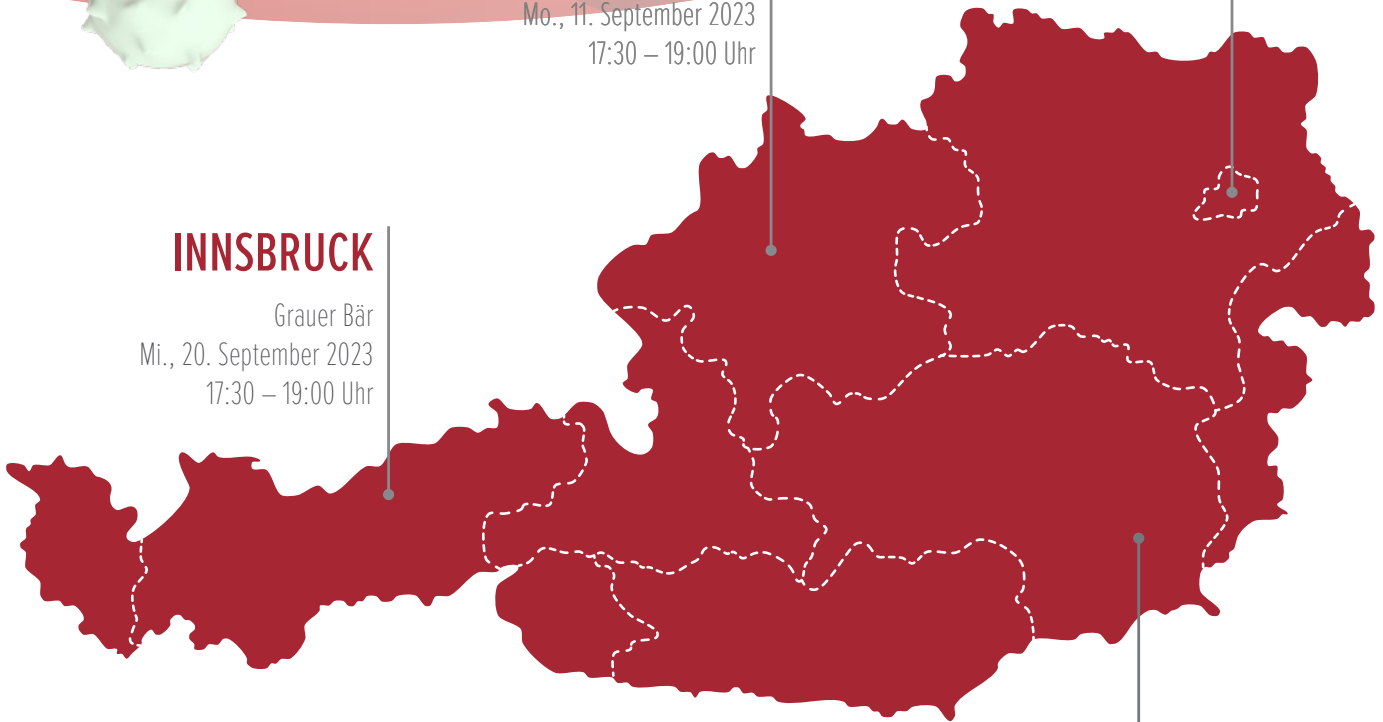 Mo., 11. September 2023
17:30 – 19:00 Uhr
INNSBRUCK
Grauer Bär
Mi., 20. September 2023
17:30 – 19:00 Uhr